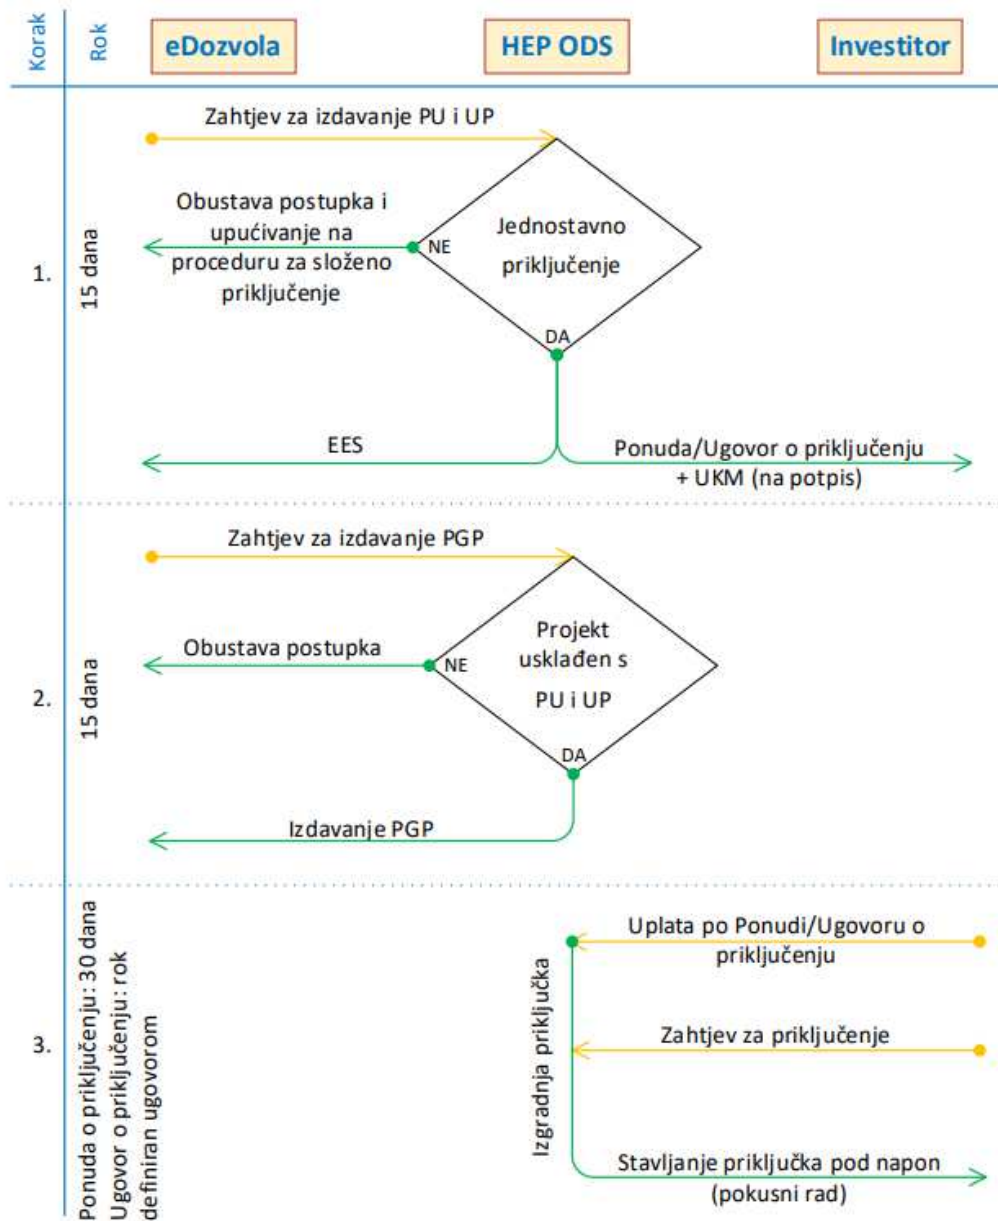 Korak
Rok
eDozvola
HEP ODS
Investitor
1.
15 dana
Zahtjev za izdavanje PU i UP
Obustava postupka i
upućivanje na
proceduru za složeno
priključenje
NE
Jednostavno
priključenje
DA
EES
Ponuda/Ugovor o priključenju
+ UKM (na potpis)
2.
15 dana
Zahtjev za izdavanje PGP
Obustava postupka
NE
Projekt
usklađen s
PU i UP
DA
Izdavanje PGP
3.
Ponuda o priključenju: 30 dana
Ugovor o priključenju: rok
definiran ugovorom
Izgradnja priključka
Uplata po Ponudi/Ugovoru o
priključenju
Zahtjev za priključenje
Stavljanje priključka pod napon
(pokusni rad)